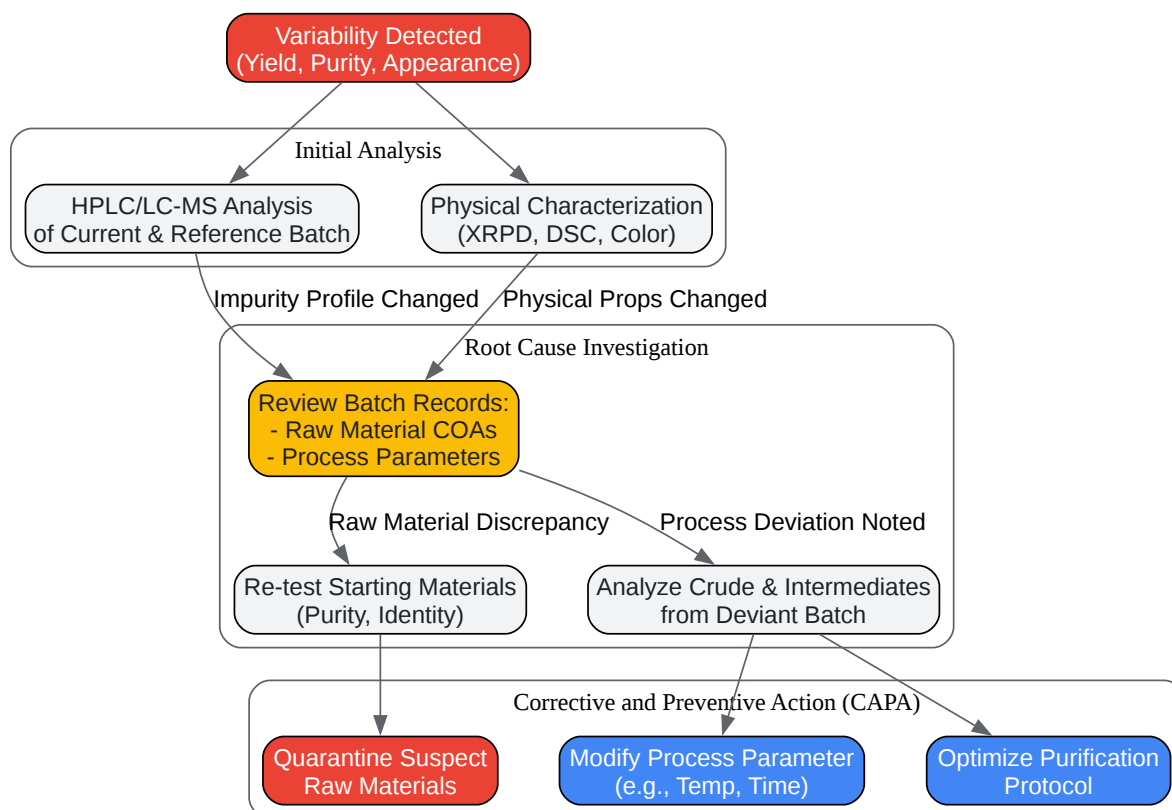 Variability Detected
(Yield, Purity, Appearance)
Initial Analysis
HPLC/LC-MS Analysis
of Current & Reference Batch
Physical Characterization
(XRPD, DSC, Color)
Impurity Profile Changed
Physical Props Changed
Root Cause Investigation
Review Batch Records:
- Raw Material COAs
- Process Parameters
Raw Material Discrepancy
Process Deviation Noted
Re-test Starting Materials
(Purity, Identity)
Analyze Crude & Intermediates
from Deviant Batch
Corrective and Preventive Action (CAPA)
Quarantine Suspect
Raw Materials
Modify Process Parameter
(e.g., Temp, Time)
Optimize Purification
Protocol